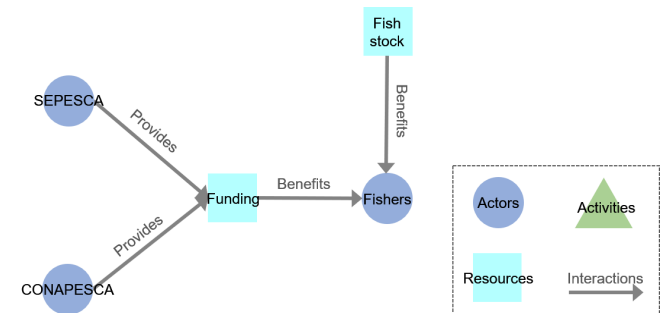 Fish
stock
SEPESCA
Provides
Benefits
Funding
Benefits
Fishers
Provides
CONAPESCA
Actors
Activities
Resources
Interactions